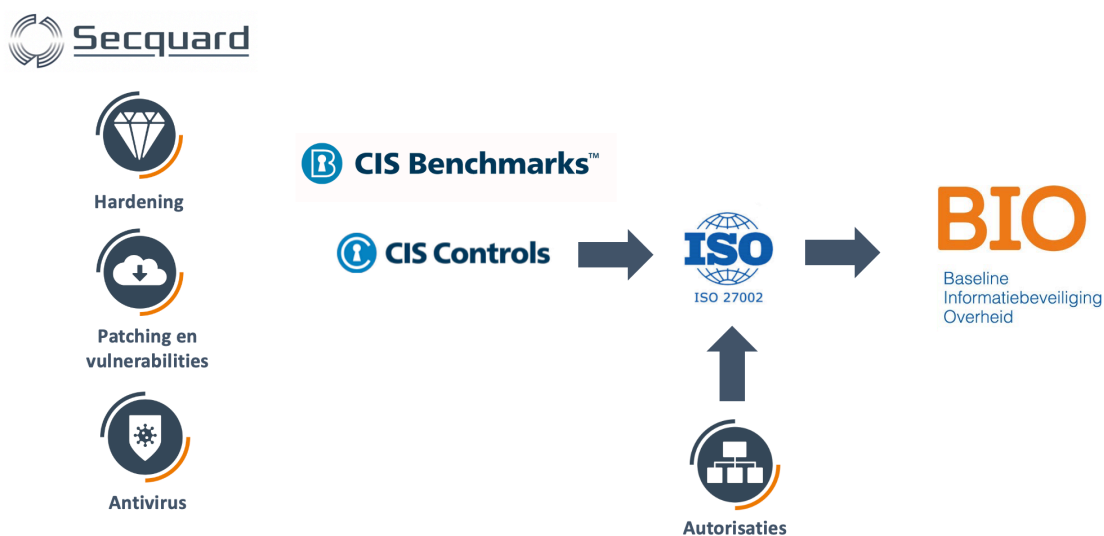 Secquard
Hardening
Patching en
vulnerabilities
Antivirus
CIS Benchmarks™
CIS Controls
ISO
ISO 27002
Autorisaties
BIO
Baseline
Informatiebeveiliging
Overheid